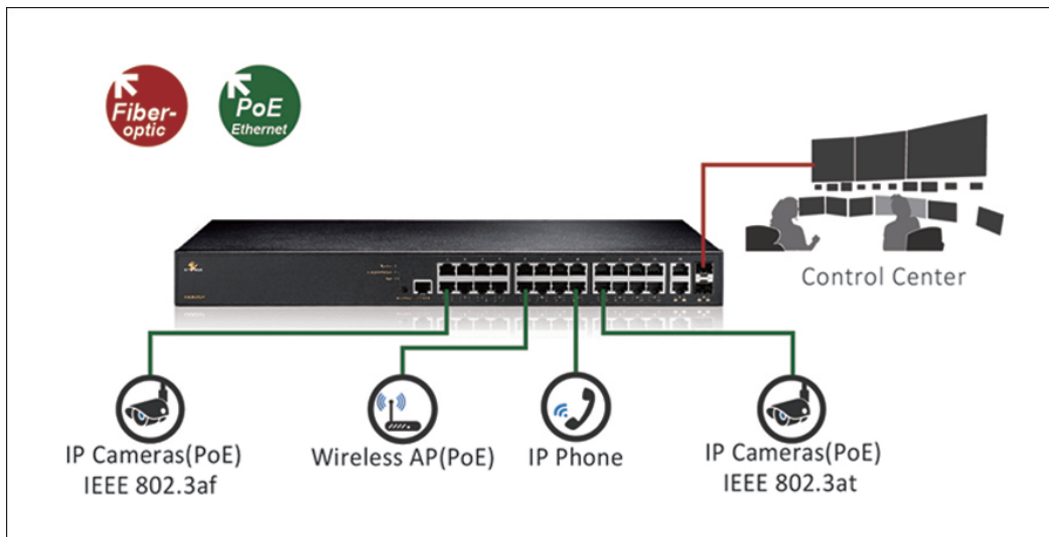 Fiber-
optic
PoE
Ethernet
Control Center
IP Cameras(PoE)
IEEE 802.3af
Wireless AP(PoE)
IP Phone
IP Cameras(PoE)
IEEE 802.3at